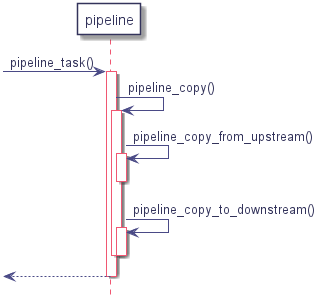 pipeline
pipeline_task()
pipeline_copy()
pipeline_copy_from_upstream()
pipeline_copy_to_downstream()